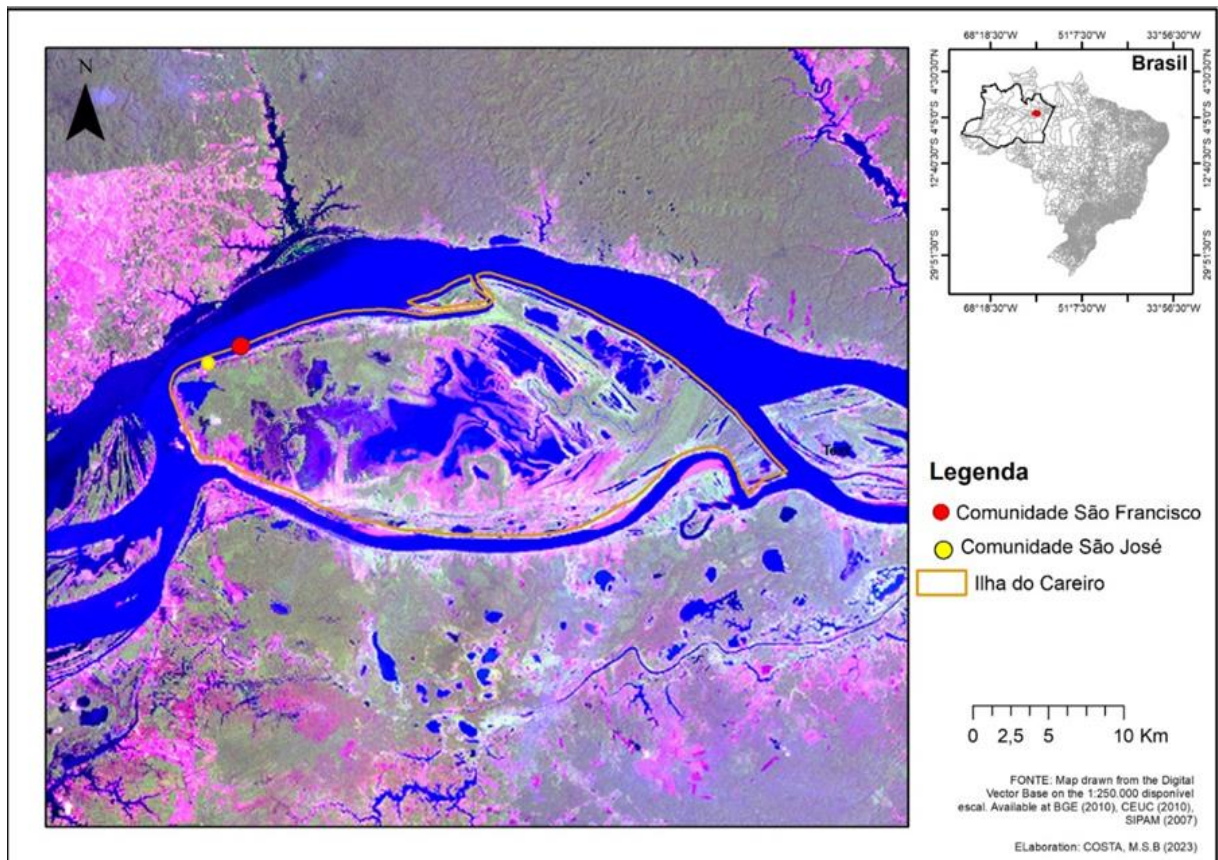 N
68°18'30"W 51°7'30"W 33°56'30"W
Brasil
4°30'30"N
4°5'0"S
12°40'30"S
29°51'30"S
4°30'30"N
4°5'0"S
12°40'30"S
29°51'30"S
68°18'30"W 51°7'30"W 33°56'30"W
Legenda
Comunidade São Francisco
Comunidade São José
Ilha do Careiro
0 2,5 5 10 Km
FONTE: Map drawn from the Digital
Vector Base on the 1:250.000 disponível
escal. Available at BGE (2010), CEUC (2010),
SIPAM (2007)
ELaboration: COSTA, M.S.B (2023)